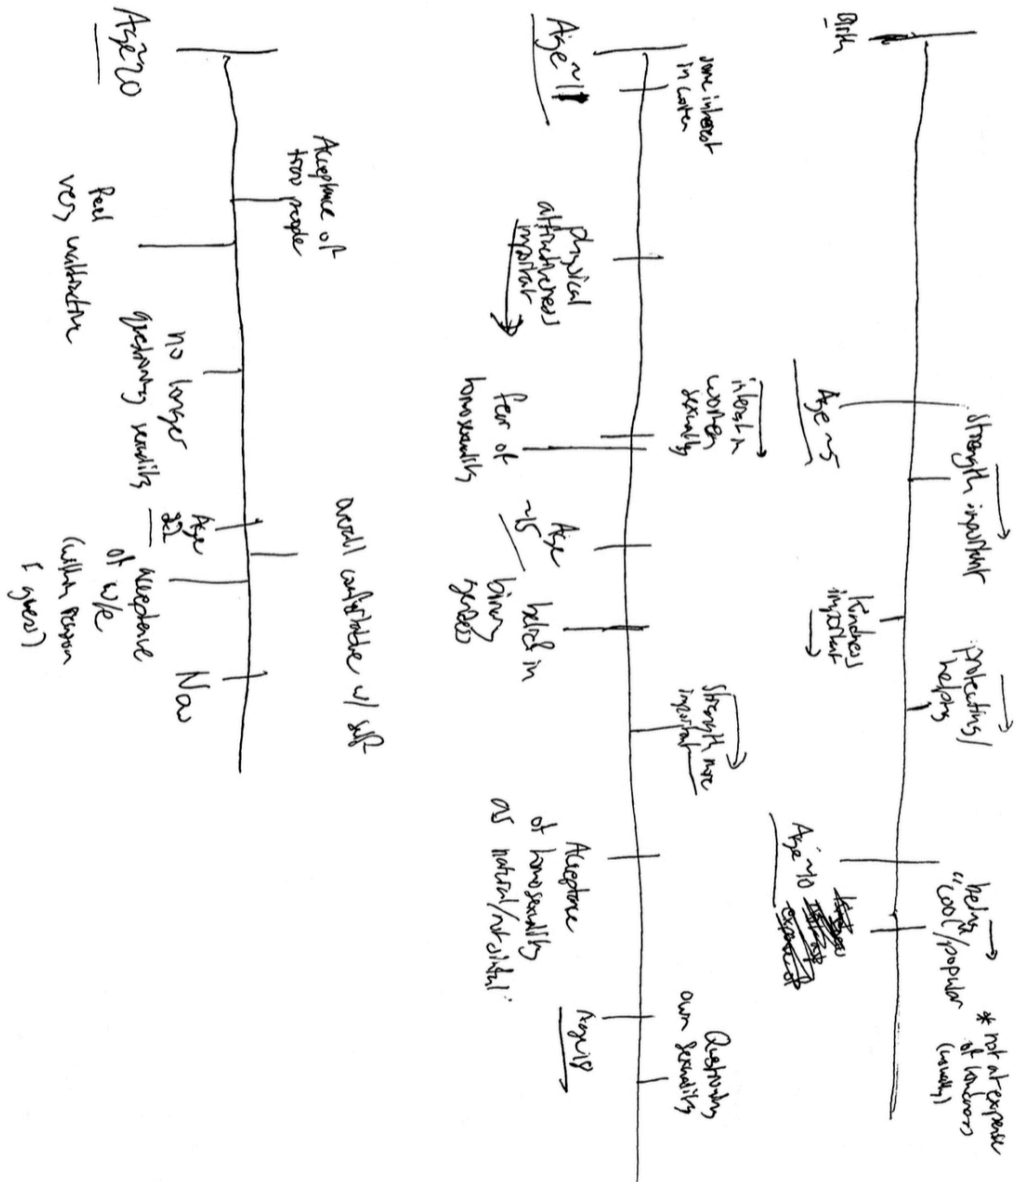 Birth
Age ~5
Strength important
Kindness
important
Protecting/
helping
Age ~10
being
"cool"/popular
* not at expense
of kindness
(usually)
Age ~11
some interest
in women
physical
attractiveness
important
interest in
women
sexually
fear of
homosexuality
Age
~15
belief in
binary
genders
Strength more
important
Acceptance
of homosexuality
as natural/not sinful
Age 18
Questioning
own sexuality
Age ~20
Acceptance of
trans people
Feel
very unattractive
no longer
questioning sexuality
Age
22
overall comfortable w/ self
acceptance
of w/e
(within reason
I guess)
Now